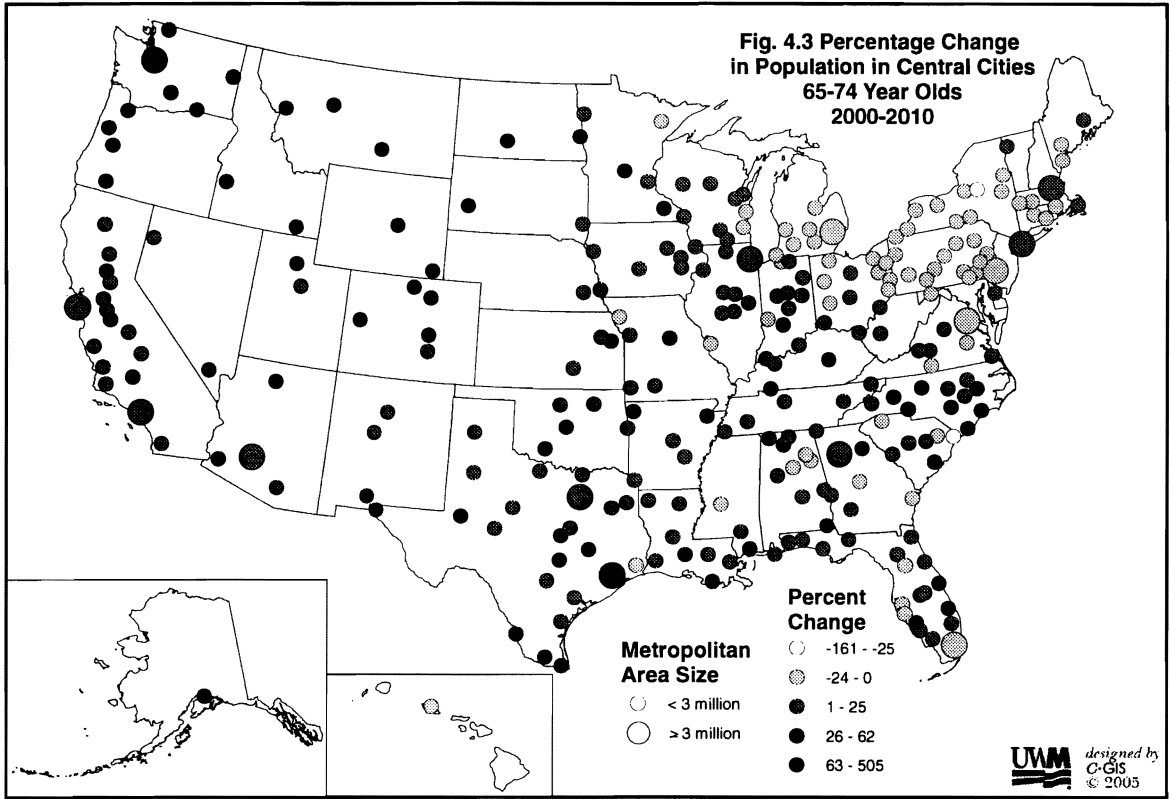 Fig. 4.3 Percentage Change
in Population in Central Cities
65-74 Year Olds
2000-2010
Percent
Change
-161 - -25
-24 - 0
1 - 25
26 - 62
63 - 505
Metropolitan
Area Size
< 3 million
≥ 3 million
UWM
designed by
C•GIS
© 2005